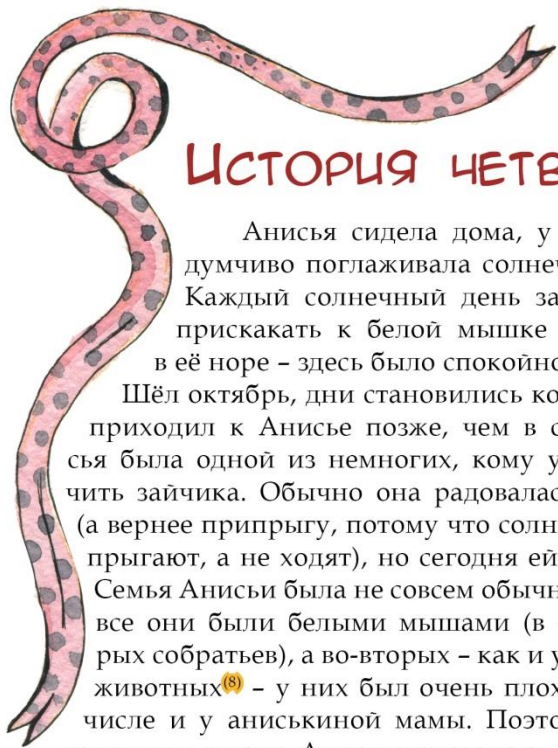 ИСТОРИЯ ЧЕТВ
Анисья сидела дома, у
думчиво поглаживала солнеч
Каждый солнечный день за
прискакать к белой мышке
в её норе – здесь было спокойно
Шёл октябрь, дни становились ко
приходил к Анисье позже, чем в с
сья была одной из немногих, кому у
чить зайчика. Обычно она радовалас
(а вернее припрыгу, потому что солн
прыгают, а не ходят), но сегодня ей
Семья Анисьи была не совсем обычн
все они были белыми мышами (в
рых собратьев), а во-вторых – как и у
животных(8) – у них был очень плох
числе и у аниськиной мамы. Поэто